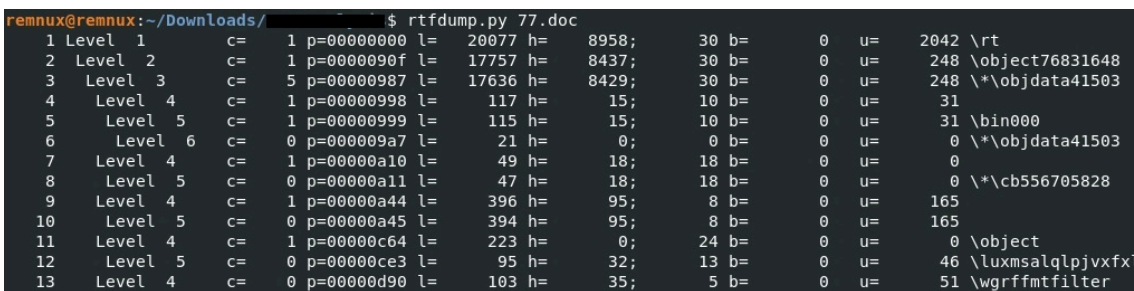 remnux@remnux:~/Downloads/ $ rtfdump.py 77.doc
1 Level 1 c= 1 p=00000000 l= 20077 h= 8958; 30 b= 0 u= 2042 \rt
2 Level 2 c= 1 p=0000090f l= 17757 h= 8437; 30 b= 0 u= 248 \object76831648
3 Level 3 c= 5 p=00000987 l= 17636 h= 8429; 30 b= 0 u= 248 \*\objdata41503
4 Level 4 c= 1 p=00000998 l= 117 h= 15; 10 b= 0 u= 31
5 Level 5 c= 1 p=00000999 l= 115 h= 15; 10 b= 0 u= 31 \bin000
6 Level 6 c= 0 p=000009a7 l= 21 h= 0; 0 b= 0 u= 0 \*\objdata41503
7 Level 4 c= 1 p=00000a10 l= 49 h= 18; 18 b= 0 u= 0
8 Level 5 c= 0 p=00000a11 l= 47 h= 18; 18 b= 0 u= 0 \*\cb556705828
9 Level 4 c= 1 p=00000a44 l= 396 h= 95; 8 b= 0 u= 165
10 Level 5 c= 0 p=00000a45 l= 394 h= 95; 8 b= 0 u= 165
11 Level 4 c= 1 p=00000c64 l= 223 h= 0; 24 b= 0 u= 0 \object
12 Level 5 c= 0 p=00000ce3 l= 95 h= 32; 13 b= 0 u= 46 \luxmsalqlpjvxfxl
13 Level 4 c= 0 p=00000d90 l= 103 h= 35; 5 b= 0 u= 51 \wgrffmtfilter